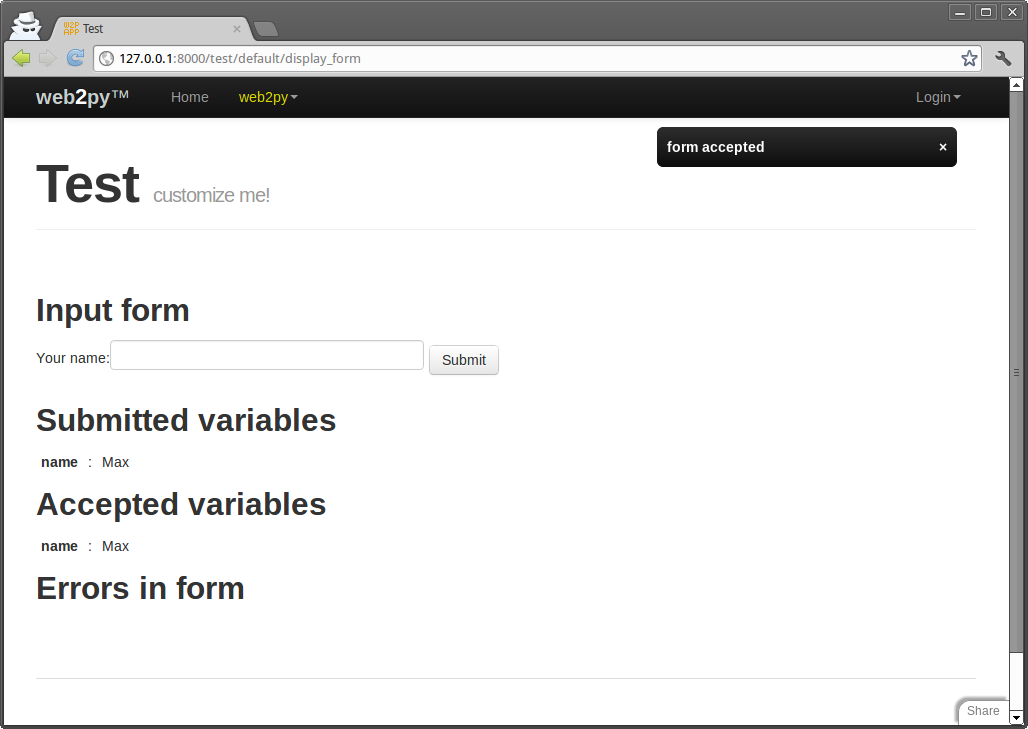 W2P
APP Test
127.0.0.1:8000/test/default/display_form
web2py™ Home web2py Login
form accepted ×
Test customize me!
Input form
Your name: Submit
Submitted variables
name : Max
Accepted variables
name : Max
Errors in form
Share